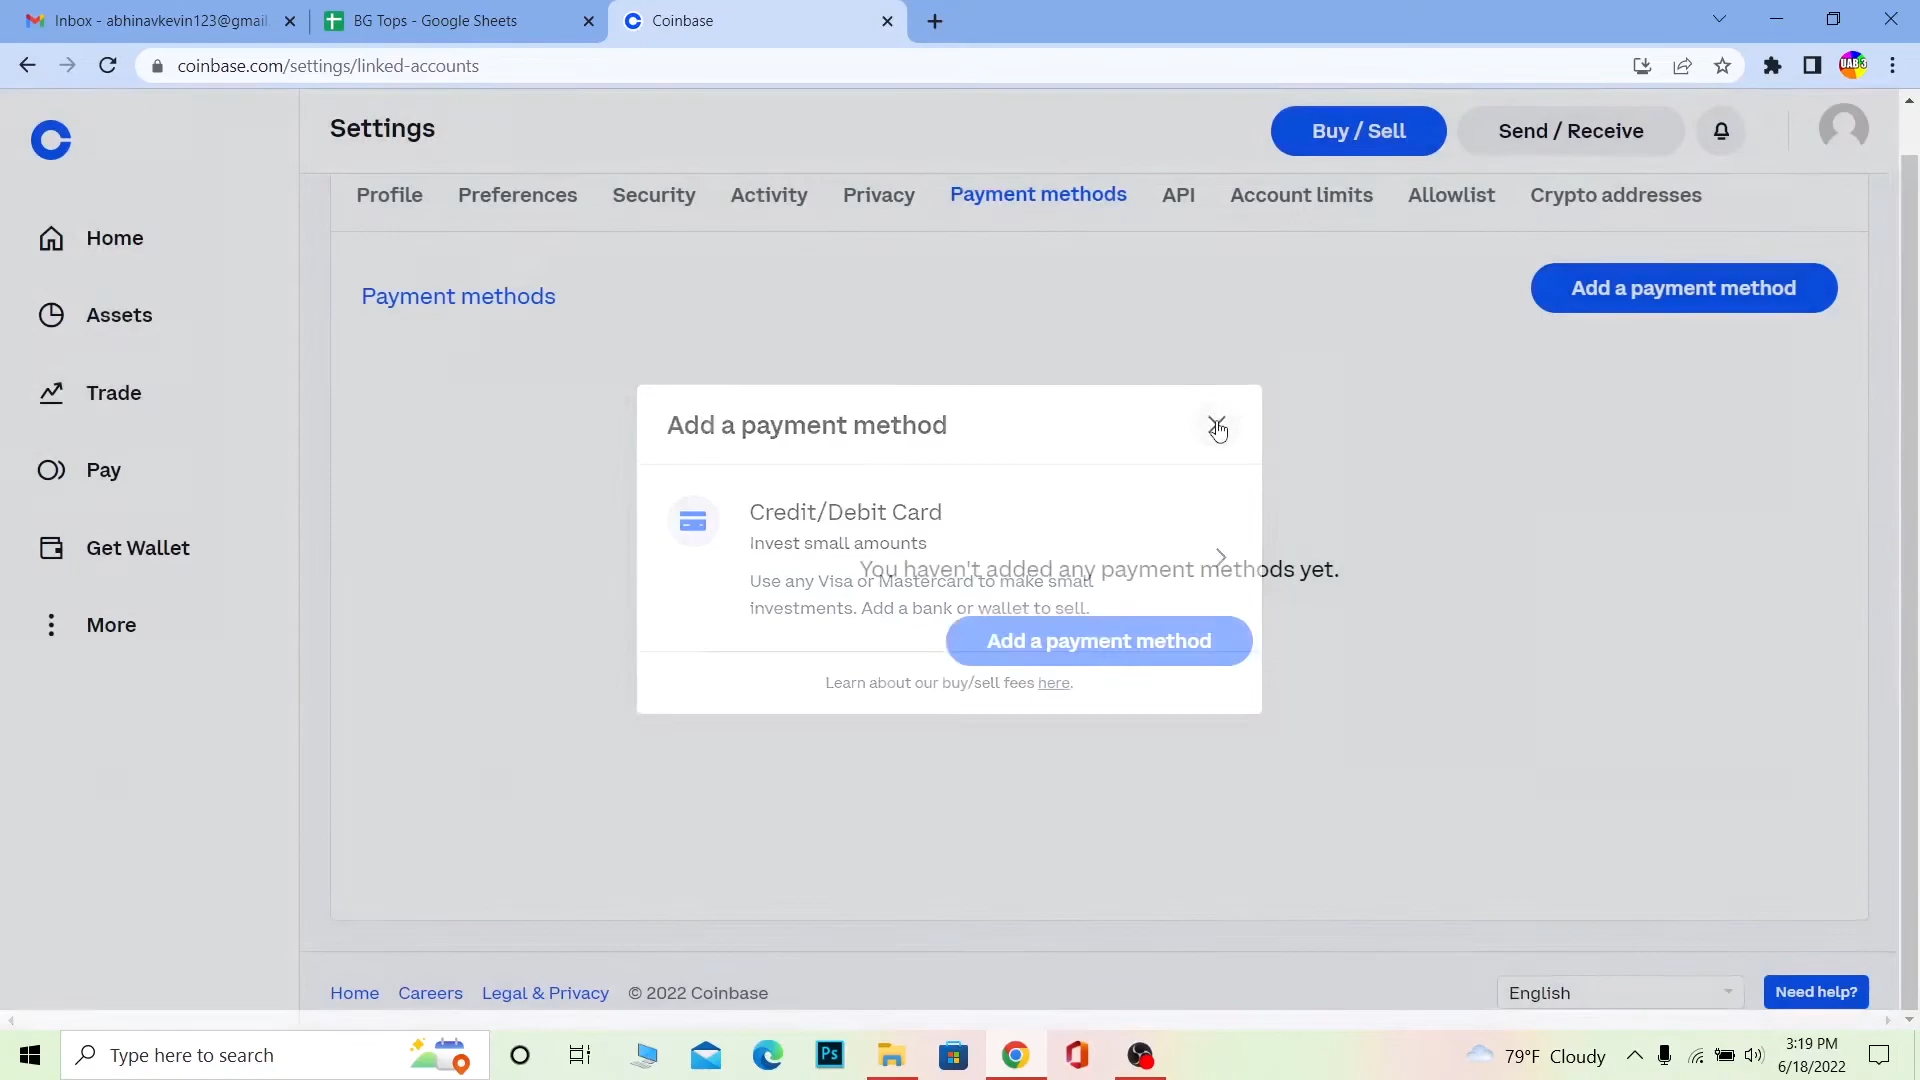 Inbox - abhinavkevin123@gmail.
BG Tops - Google Sheets
Coinbase
coinbase.com/settings/linked-accounts
UAB 3
Settings
Buy / Sell
Send / Receive
Profile
Preferences
Security
Activity
Privacy
Payment methods
API
Account limits
Allowlist
Crypto addresses
Home
Assets
Trade
Pay
Get Wallet
More
Payment methods
Add a payment method
Add a payment method
Credit/Debit Card
Invest small amounts
You haven't added any payment methods yet.
Use any Visa or Mastercard to make small
investments. Add a bank or wallet to sell.
Add a payment method
Learn about our buy/sell fees here.
Home
Careers
Legal & Privacy
© 2022 Coinbase
English
Need help?
Type here to search
Ps
79°F Cloudy
3:19 PM
6/18/2022